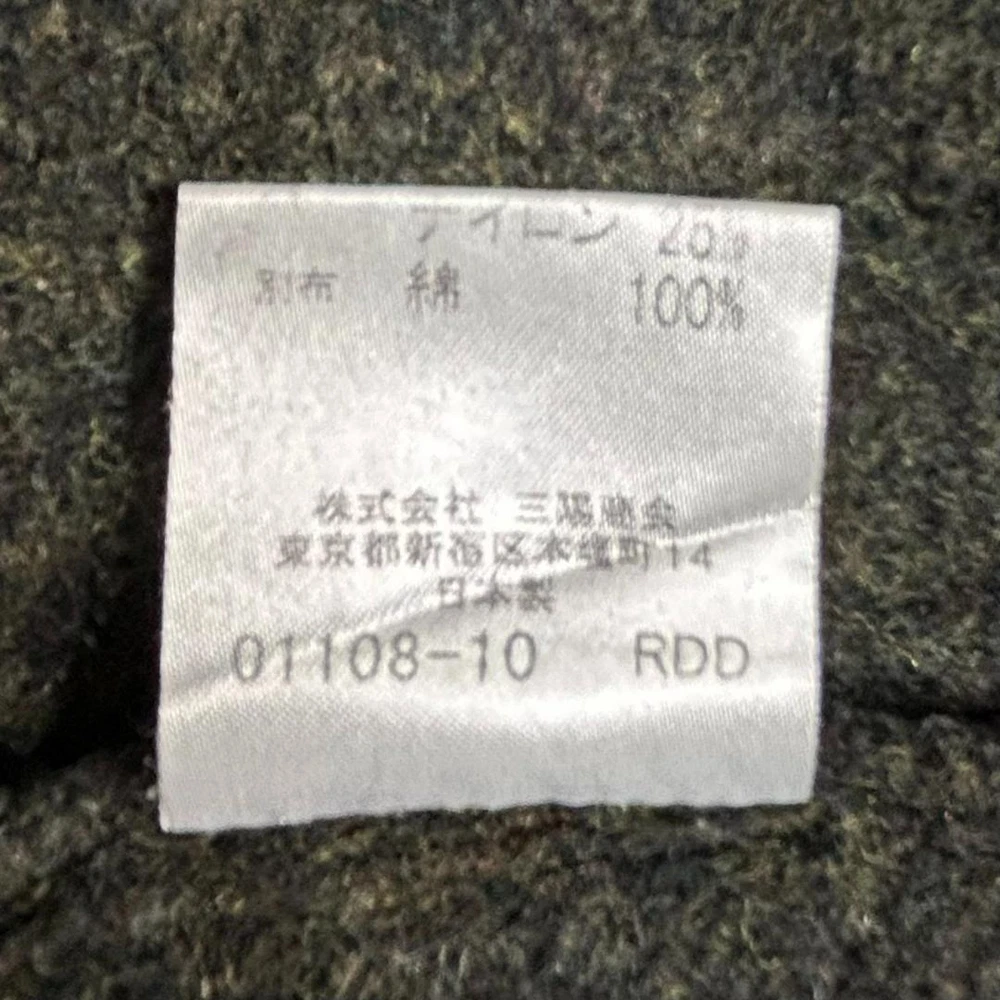 ナイロン
別布 綿 100%
株式会社 三陽商会
東京都新宿区本塩町14
日本製
01108-10 RDD